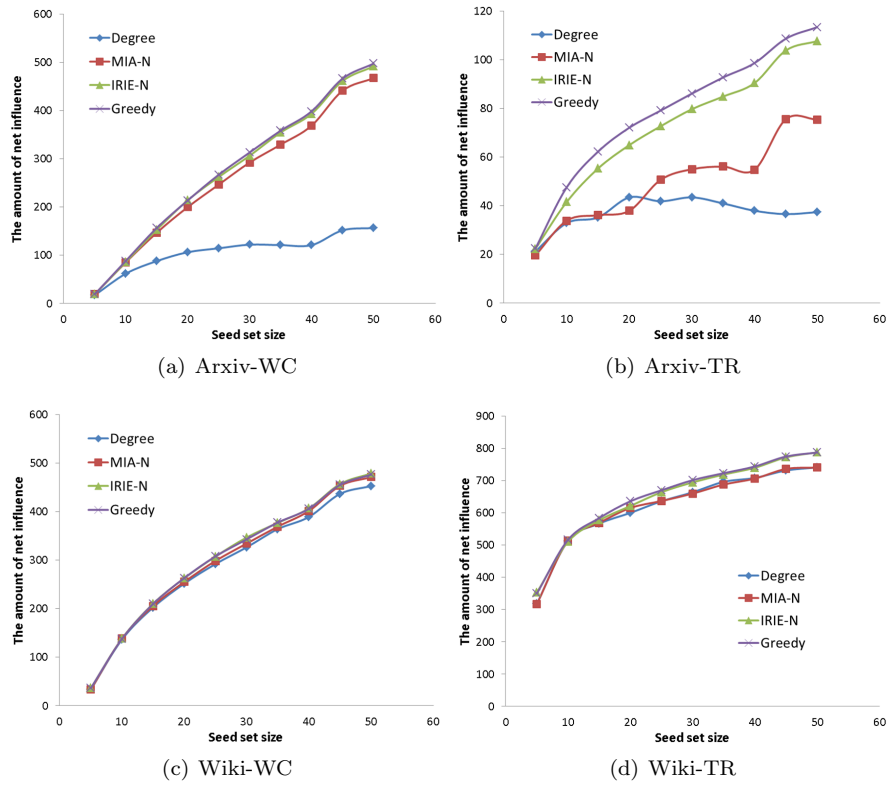 The amount of net influence
600
500
400
300
200
100
0
Degree
MIA-N
IRIE-N
Greedy
0 10 20 30 40 50 60
Seed set size
(a) Arxiv-WC
The amount of net influence
120
100
80
60
40
20
0
Degree
MIA-N
IRIE-N
Greedy
0 10 20 30 40 50 60
Seed set size
(b) Arxiv-TR
The amount of net influence
600
500
400
300
200
100
0
Degree
MIA-N
IRIE-N
Greedy
0 10 20 30 40 50 60
Seed set size
(c) Wiki-WC
The amount of net influence
900
800
700
600
500
400
300
200
100
0
Degree
MIA-N
IRIE-N
Greedy
0 10 20 30 40 50 60
Seed set size
(d) Wiki-TR